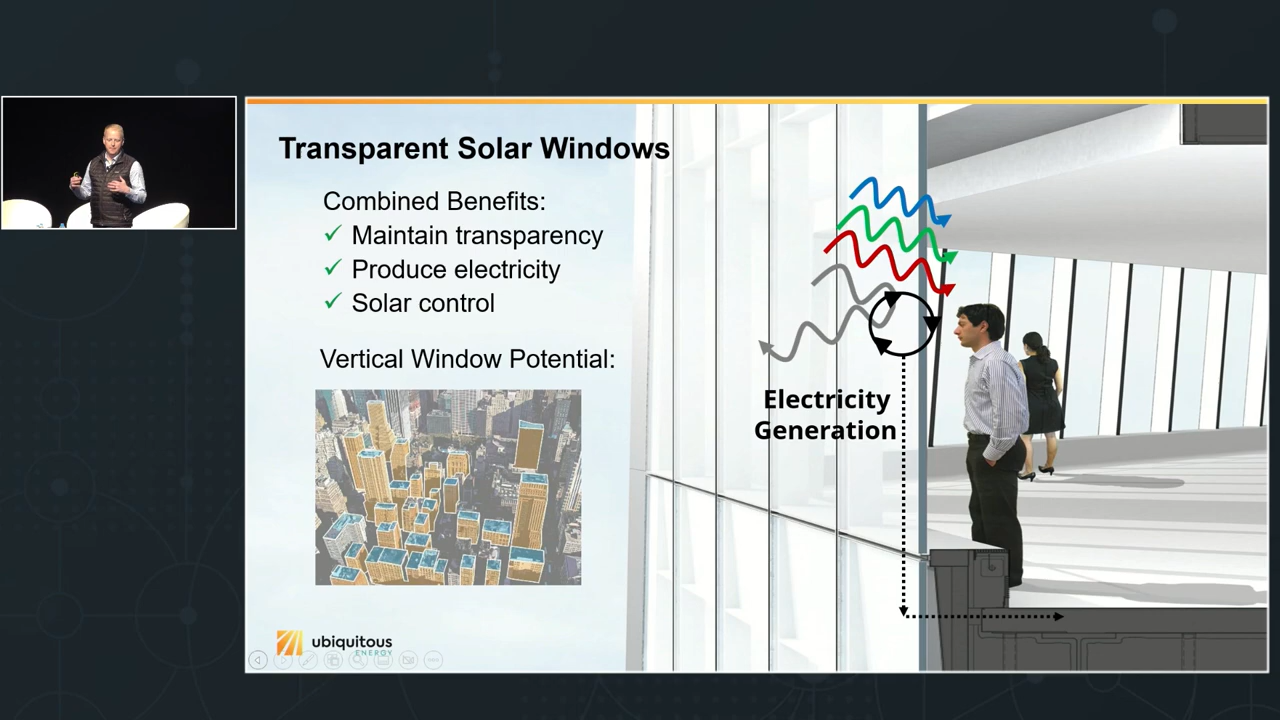 Transparent Solar Windows
Combined Benefits:
Maintain transparency
Produce electricity
Solar control
Vertical Window Potential:
Electricity
Generation
ubiquitous
ENERGY